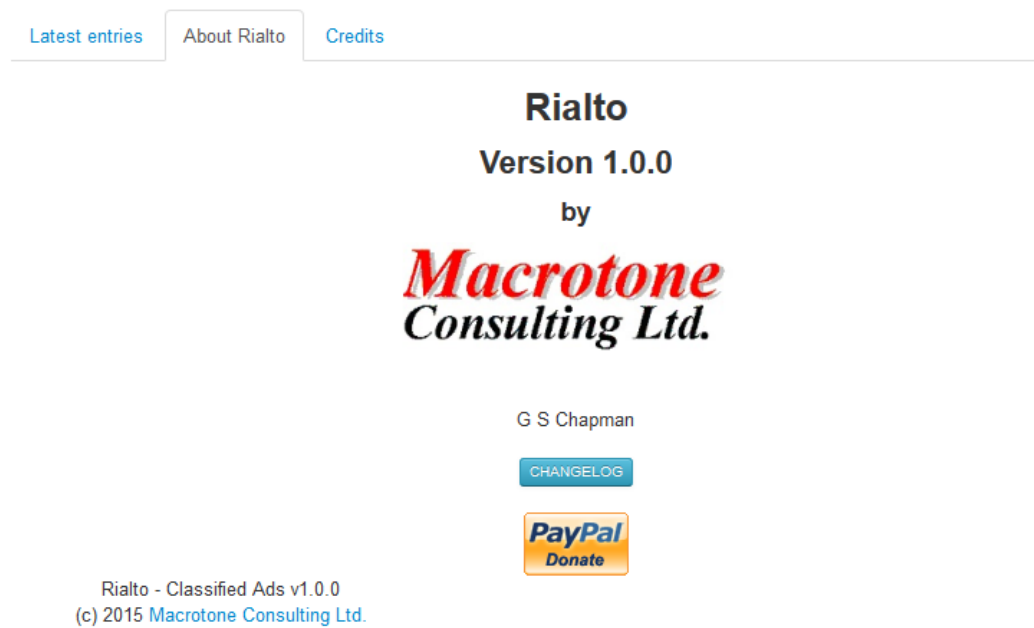 Latest entries About Rialto Credits
Rialto
Version 1.0.0
by
Macrotone
Consulting Ltd.
G S Chapman
CHANGELOG
PayPal
Donate
Rialto - Classified Ads v1.0.0
(c) 2015 Macrotone Consulting Ltd.